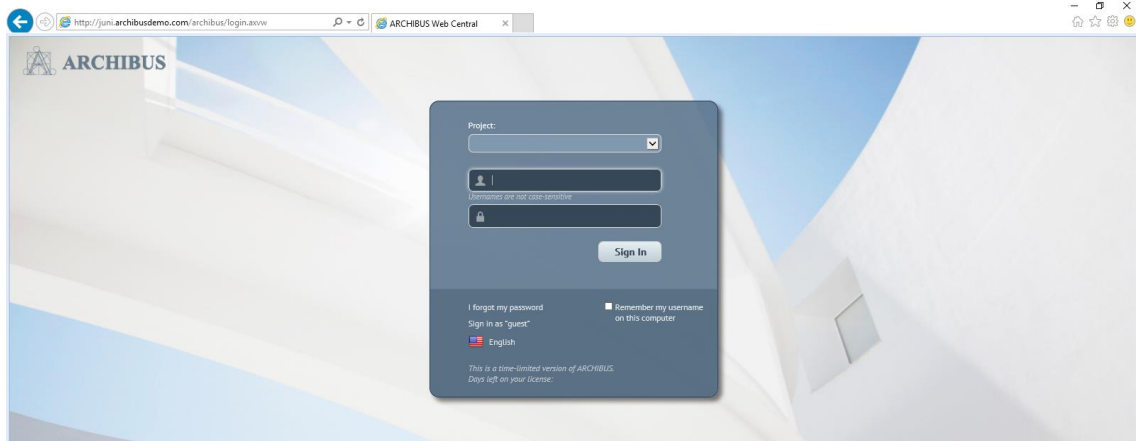 http://juni.archibusdemo.com/archibus/login.axvw
ARCHIBUS Web Central
ARCHIBUS
Project:
Usernames are not case-sensitive
Sign In
I forgot my password
Remember my username
on this computer
Sign in as "guest"
English
This is a time-limited version of ARCHIBUS.
Days left on your license: